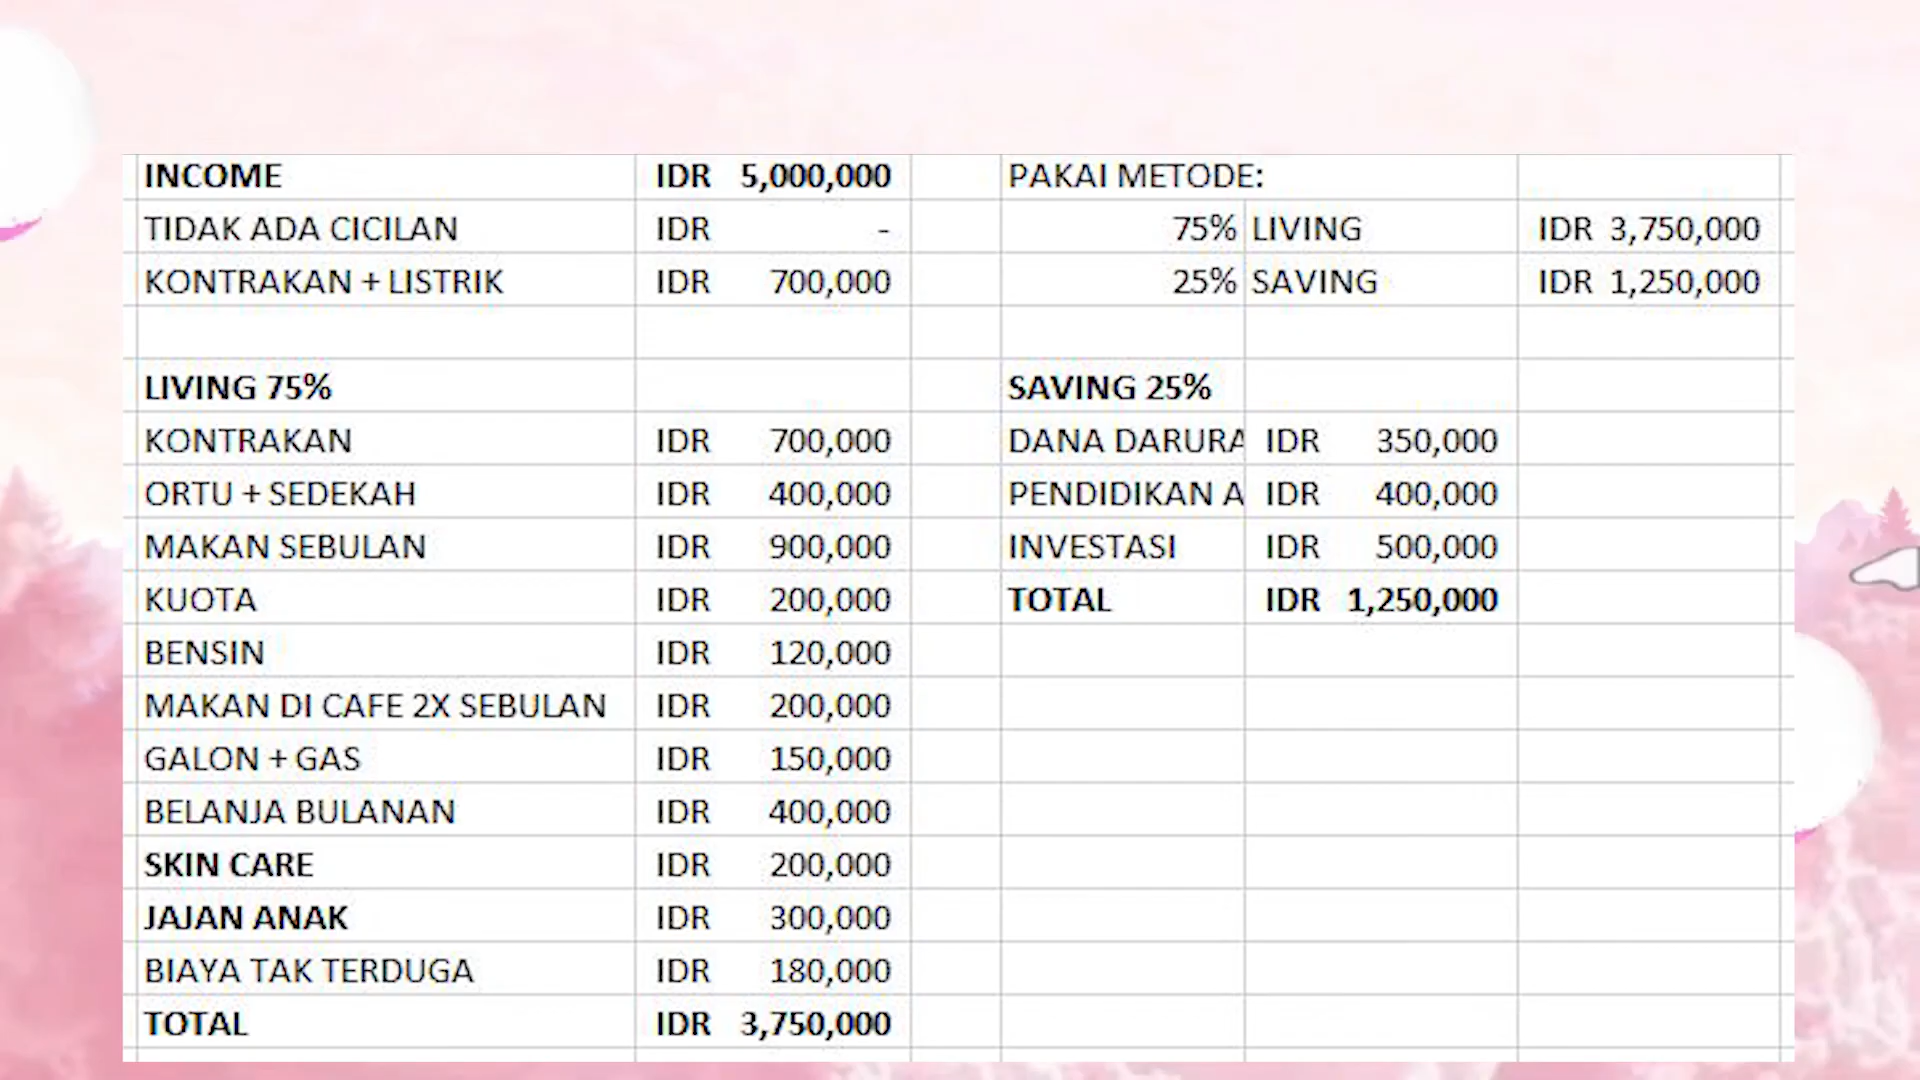 INCOME IDR 5,000,000 PAKAI METODE:
TIDAK ADA CICILAN IDR - 75% LIVING IDR 3,750,000
KONTRAKAN + LISTRIK IDR 700,000 25% SAVING IDR 1,250,000
LIVING 75% SAVING 25%
KONTRAKAN IDR 700,000 DANA DARURA IDR 350,000
ORTU + SEDEKAH IDR 400,000 PENDIDIKAN A IDR 400,000
MAKAN SEBULAN IDR 900,000 INVESTASI IDR 500,000
KUOTA IDR 200,000 TOTAL IDR 1,250,000
BENSIN IDR 120,000
MAKAN DI CAFE 2X SEBULAN IDR 200,000
GALON + GAS IDR 150,000
BELANJA BULANAN IDR 400,000
SKIN CARE IDR 200,000
JAJAN ANAK IDR 300,000
BIAYA TAK TERDUGA IDR 180,000
TOTAL IDR 3,750,000